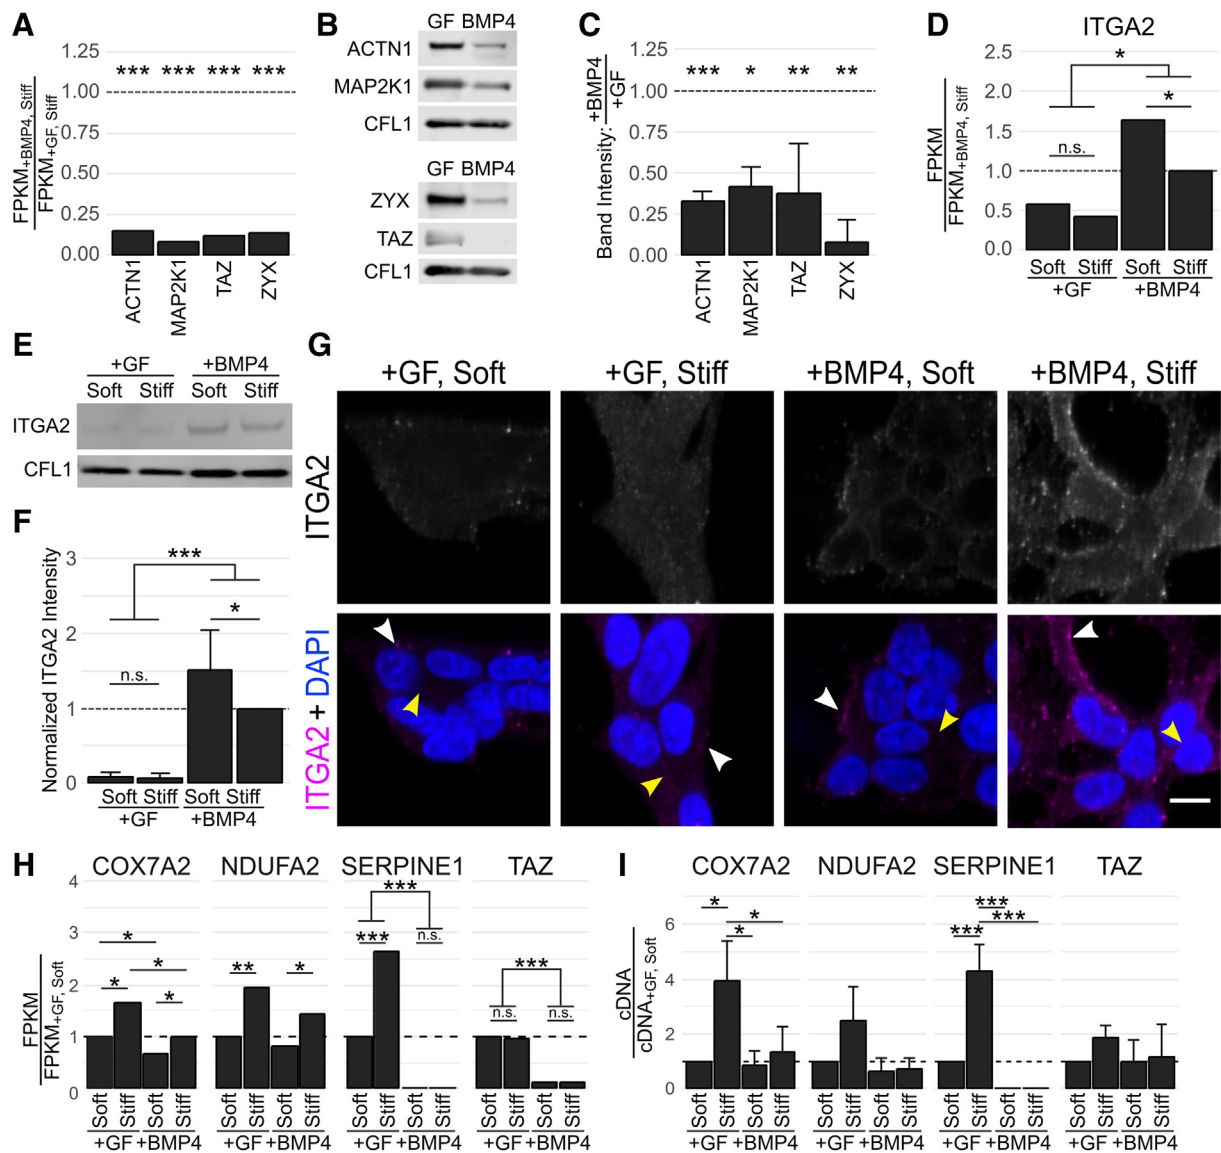 A
FPKM+BMP4, Stiff
FPKM+GF, Stiff
1.25
1.00
0.75
0.50
0.25
0.00
*** *** *** ***
ACTN1
MAP2K1
TAZ
ZYX
B
GF BMP4
ACTN1
MAP2K1
CFL1
GF BMP4
ZYX
TAZ
CFL1
C
Band Intensity: +BMP4
+GF
1.25
1.00
0.75
0.50
0.25
0.00
*** * ** **
ACTN1
MAP2K1
TAZ
ZYX
D
ITGA2
FPKM
FPKM+BMP4, Stiff
2.5
2.0
1.5
1.0
0.5
0.0
*
*
n.s.
Soft Stiff Soft Stiff
+GF +BMP4
E
+GF +BMP4
Soft Stiff Soft Stiff
ITGA2
CFL1
F
Normalized ITGA2 Intensity
3
2
1
0
***
*
n.s.
Soft Stiff Soft Stiff
+GF +BMP4
G
+GF, Soft +GF, Stiff +BMP4, Soft +BMP4, Stiff
ITGA2
ITGA2 + DAPI
H
COX7A2 NDUFA2 SERPINE1 TAZ
FPKM
FPKM+GF, Soft
4
3
2
1
0
* * * *
** *
*** *** n.s.
*** n.s. n.s.
Soft Stiff Soft Stiff Soft Stiff Soft Stiff Soft Stiff Soft Stiff Soft Stiff Soft Stiff
+GF +BMP4 +GF +BMP4 +GF +BMP4 +GF +BMP4
I
COX7A2 NDUFA2 SERPINE1 TAZ
cDNA
cDNA+GF, Soft
6
4
2
0
* * *
*** *** ***
Soft Stiff Soft Stiff Soft Stiff Soft Stiff Soft Stiff Soft Stiff Soft Stiff Soft Stiff
+GF +BMP4 +GF +BMP4 +GF +BMP4 +GF +BMP4